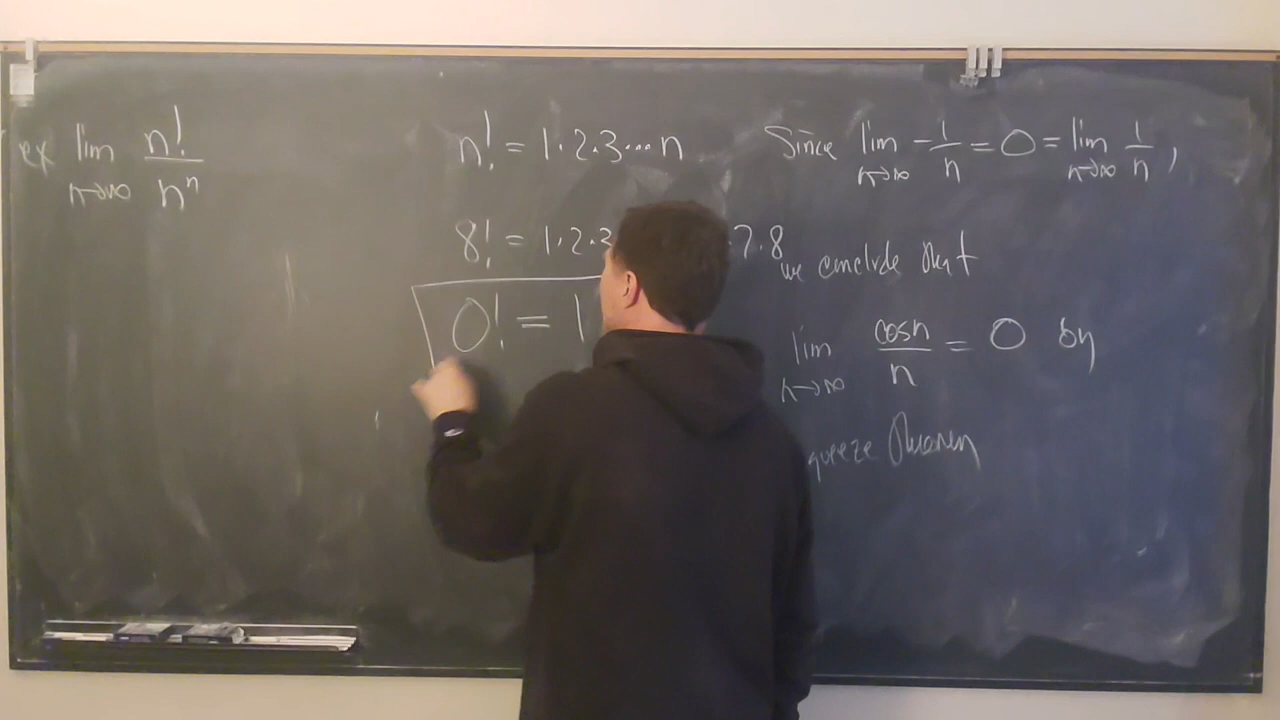 ex lim n→∞ n!/n^n
n! = 1·2·3···n
8! = 1·2·3 7·8
0! = 1
Since lim n→∞ -1/n = 0 = lim n→∞ 1/n,
we conclude that
lim n→∞ cosn/n = 0 by
queeze Theorem